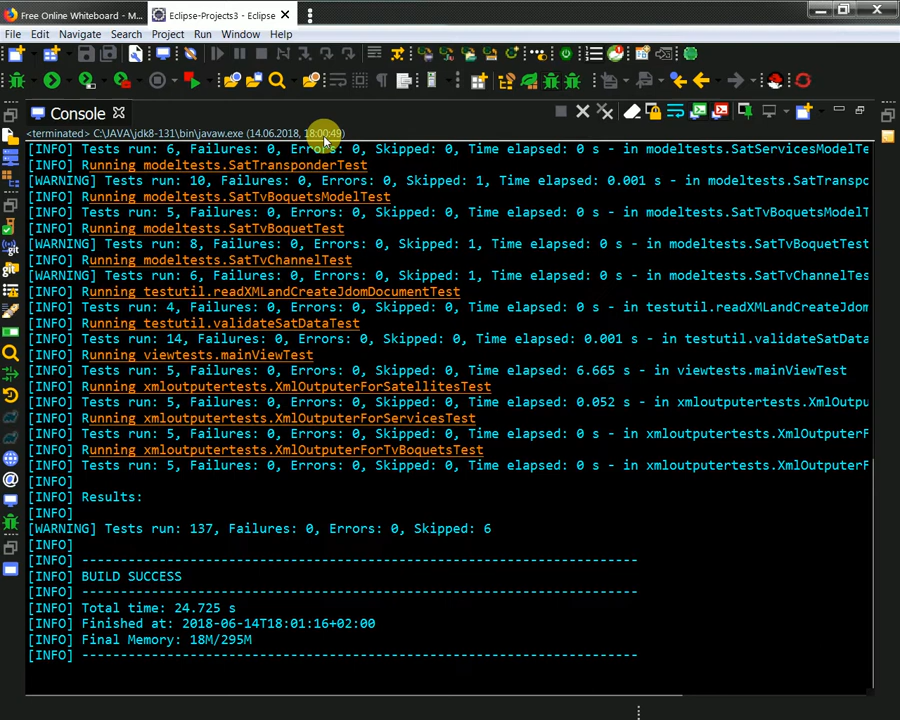 Free Online Whiteboard - M...
Eclipse-Projects3 - Eclipse
File Edit Navigate Search Project Run Window Help
Console
<terminated> C:\JAVA\jdk8-131\bin\javaw.exe (14.06.2018, 18:00:49)
[INFO] Tests run: 6, Failures: 0, Errors: 0, Skipped: 0, Time elapsed: 0 s - in modeltests.SatServicesModelTe
[INFO] Running modeltests.SatTransponderTest
[WARNING] Tests run: 10, Failures: 0, Errors: 0, Skipped: 1, Time elapsed: 0.001 s - in modeltests.SatTranspo
[INFO] Running modeltests.SatTvBoquetsModelTest
[INFO] Tests run: 5, Failures: 0, Errors: 0, Skipped: 0, Time elapsed: 0 s - in modeltests.SatTvBoquetsModelT
[INFO] Running modeltests.SatTvBoquetTest
[WARNING] Tests run: 8, Failures: 0, Errors: 0, Skipped: 1, Time elapsed: 0 s - in modeltests.SatTvBoquetTest
[INFO] Running modeltests.SatTvChannelTest
[WARNING] Tests run: 6, Failures: 0, Errors: 0, Skipped: 1, Time elapsed: 0 s - in modeltests.SatTvChannelTes
[INFO] Running testutil.readXMLandCreateJdomDocumentTest
[INFO] Tests run: 4, Failures: 0, Errors: 0, Skipped: 0, Time elapsed: 0 s - in testutil.readXMLandCreateJdom
[INFO] Running testutil.validateSatDataTest
[INFO] Tests run: 14, Failures: 0, Errors: 0, Skipped: 0, Time elapsed: 0.001 s - in testutil.validateSatData
[INFO] Running viewtests.mainViewTest
[INFO] Tests run: 5, Failures: 0, Errors: 0, Skipped: 0, Time elapsed: 6.665 s - in viewtests.mainViewTest
[INFO] Running xmloutputertests.XmlOutputerForSatellitesTest
[INFO] Tests run: 5, Failures: 0, Errors: 0, Skipped: 0, Time elapsed: 0.052 s - in xmloutputertests.XmlOutpu
[INFO] Running xmloutputertests.XmlOutputerForServicesTest
[INFO] Tests run: 5, Failures: 0, Errors: 0, Skipped: 0, Time elapsed: 0 s - in xmloutputertests.XmlOutputerF
[INFO] Running xmloutputertests.XmlOutputerForTvBoquetsTest
[INFO] Tests run: 5, Failures: 0, Errors: 0, Skipped: 0, Time elapsed: 0 s - in xmloutputertests.XmlOutputerF
[INFO]
[INFO] Results:
[INFO]
[WARNING] Tests run: 137, Failures: 0, Errors: 0, Skipped: 6
[INFO]
[INFO] ------------------------------------------------------------------------
[INFO] BUILD SUCCESS
[INFO] ------------------------------------------------------------------------
[INFO] Total time: 24.725 s
[INFO] Finished at: 2018-06-14T18:01:16+02:00
[INFO] Final Memory: 18M/295M
[INFO] ------------------------------------------------------------------------